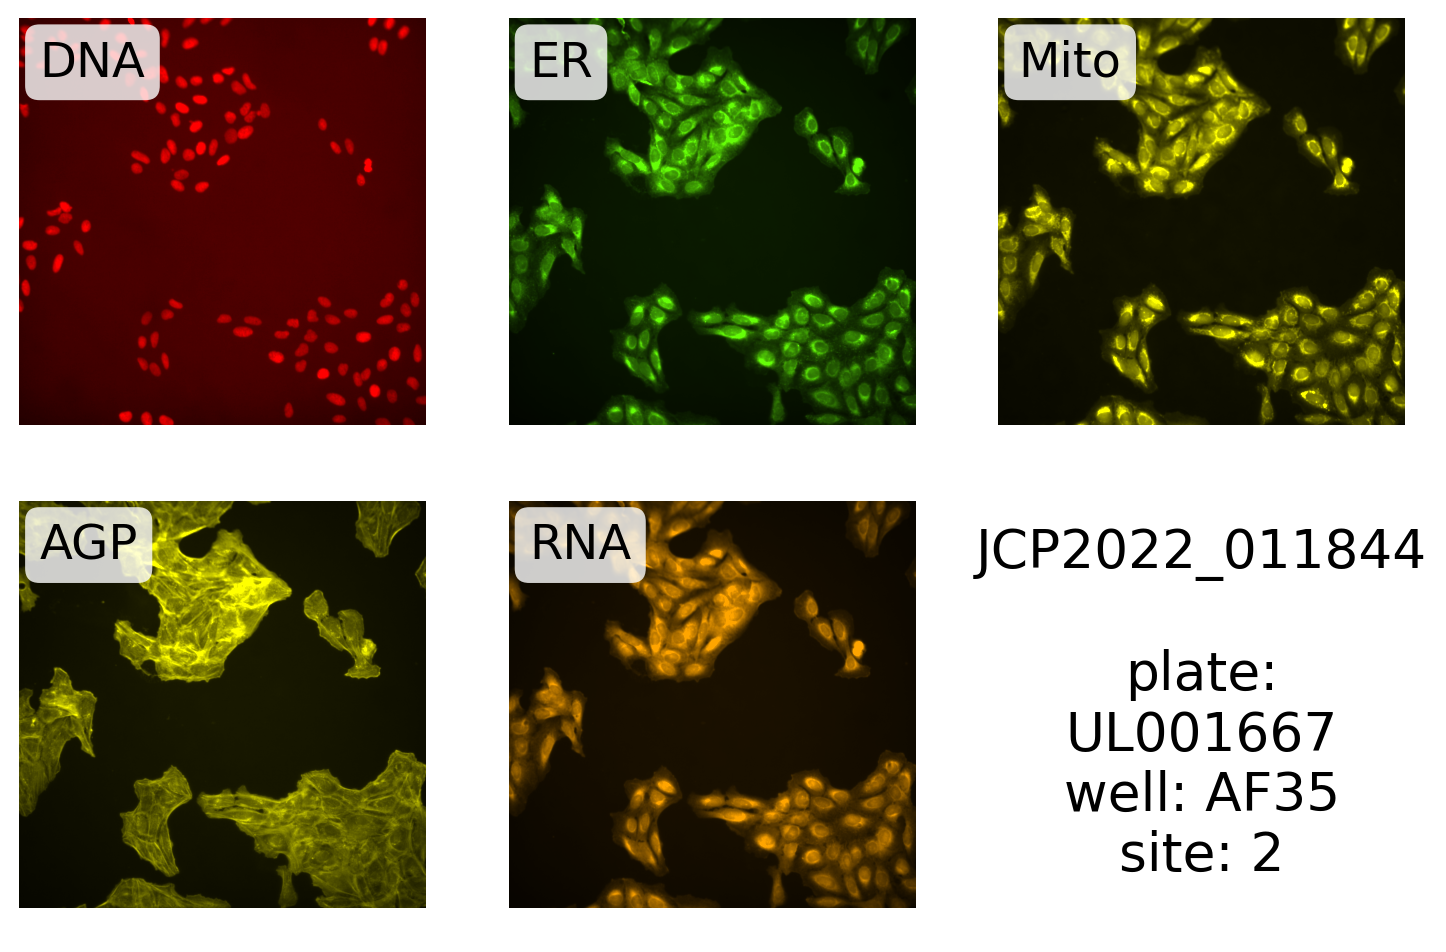 DNA
ER
Mito
AGP
RNA
JCP2022_011844
plate:
UL001667
well: AF35
site: 2